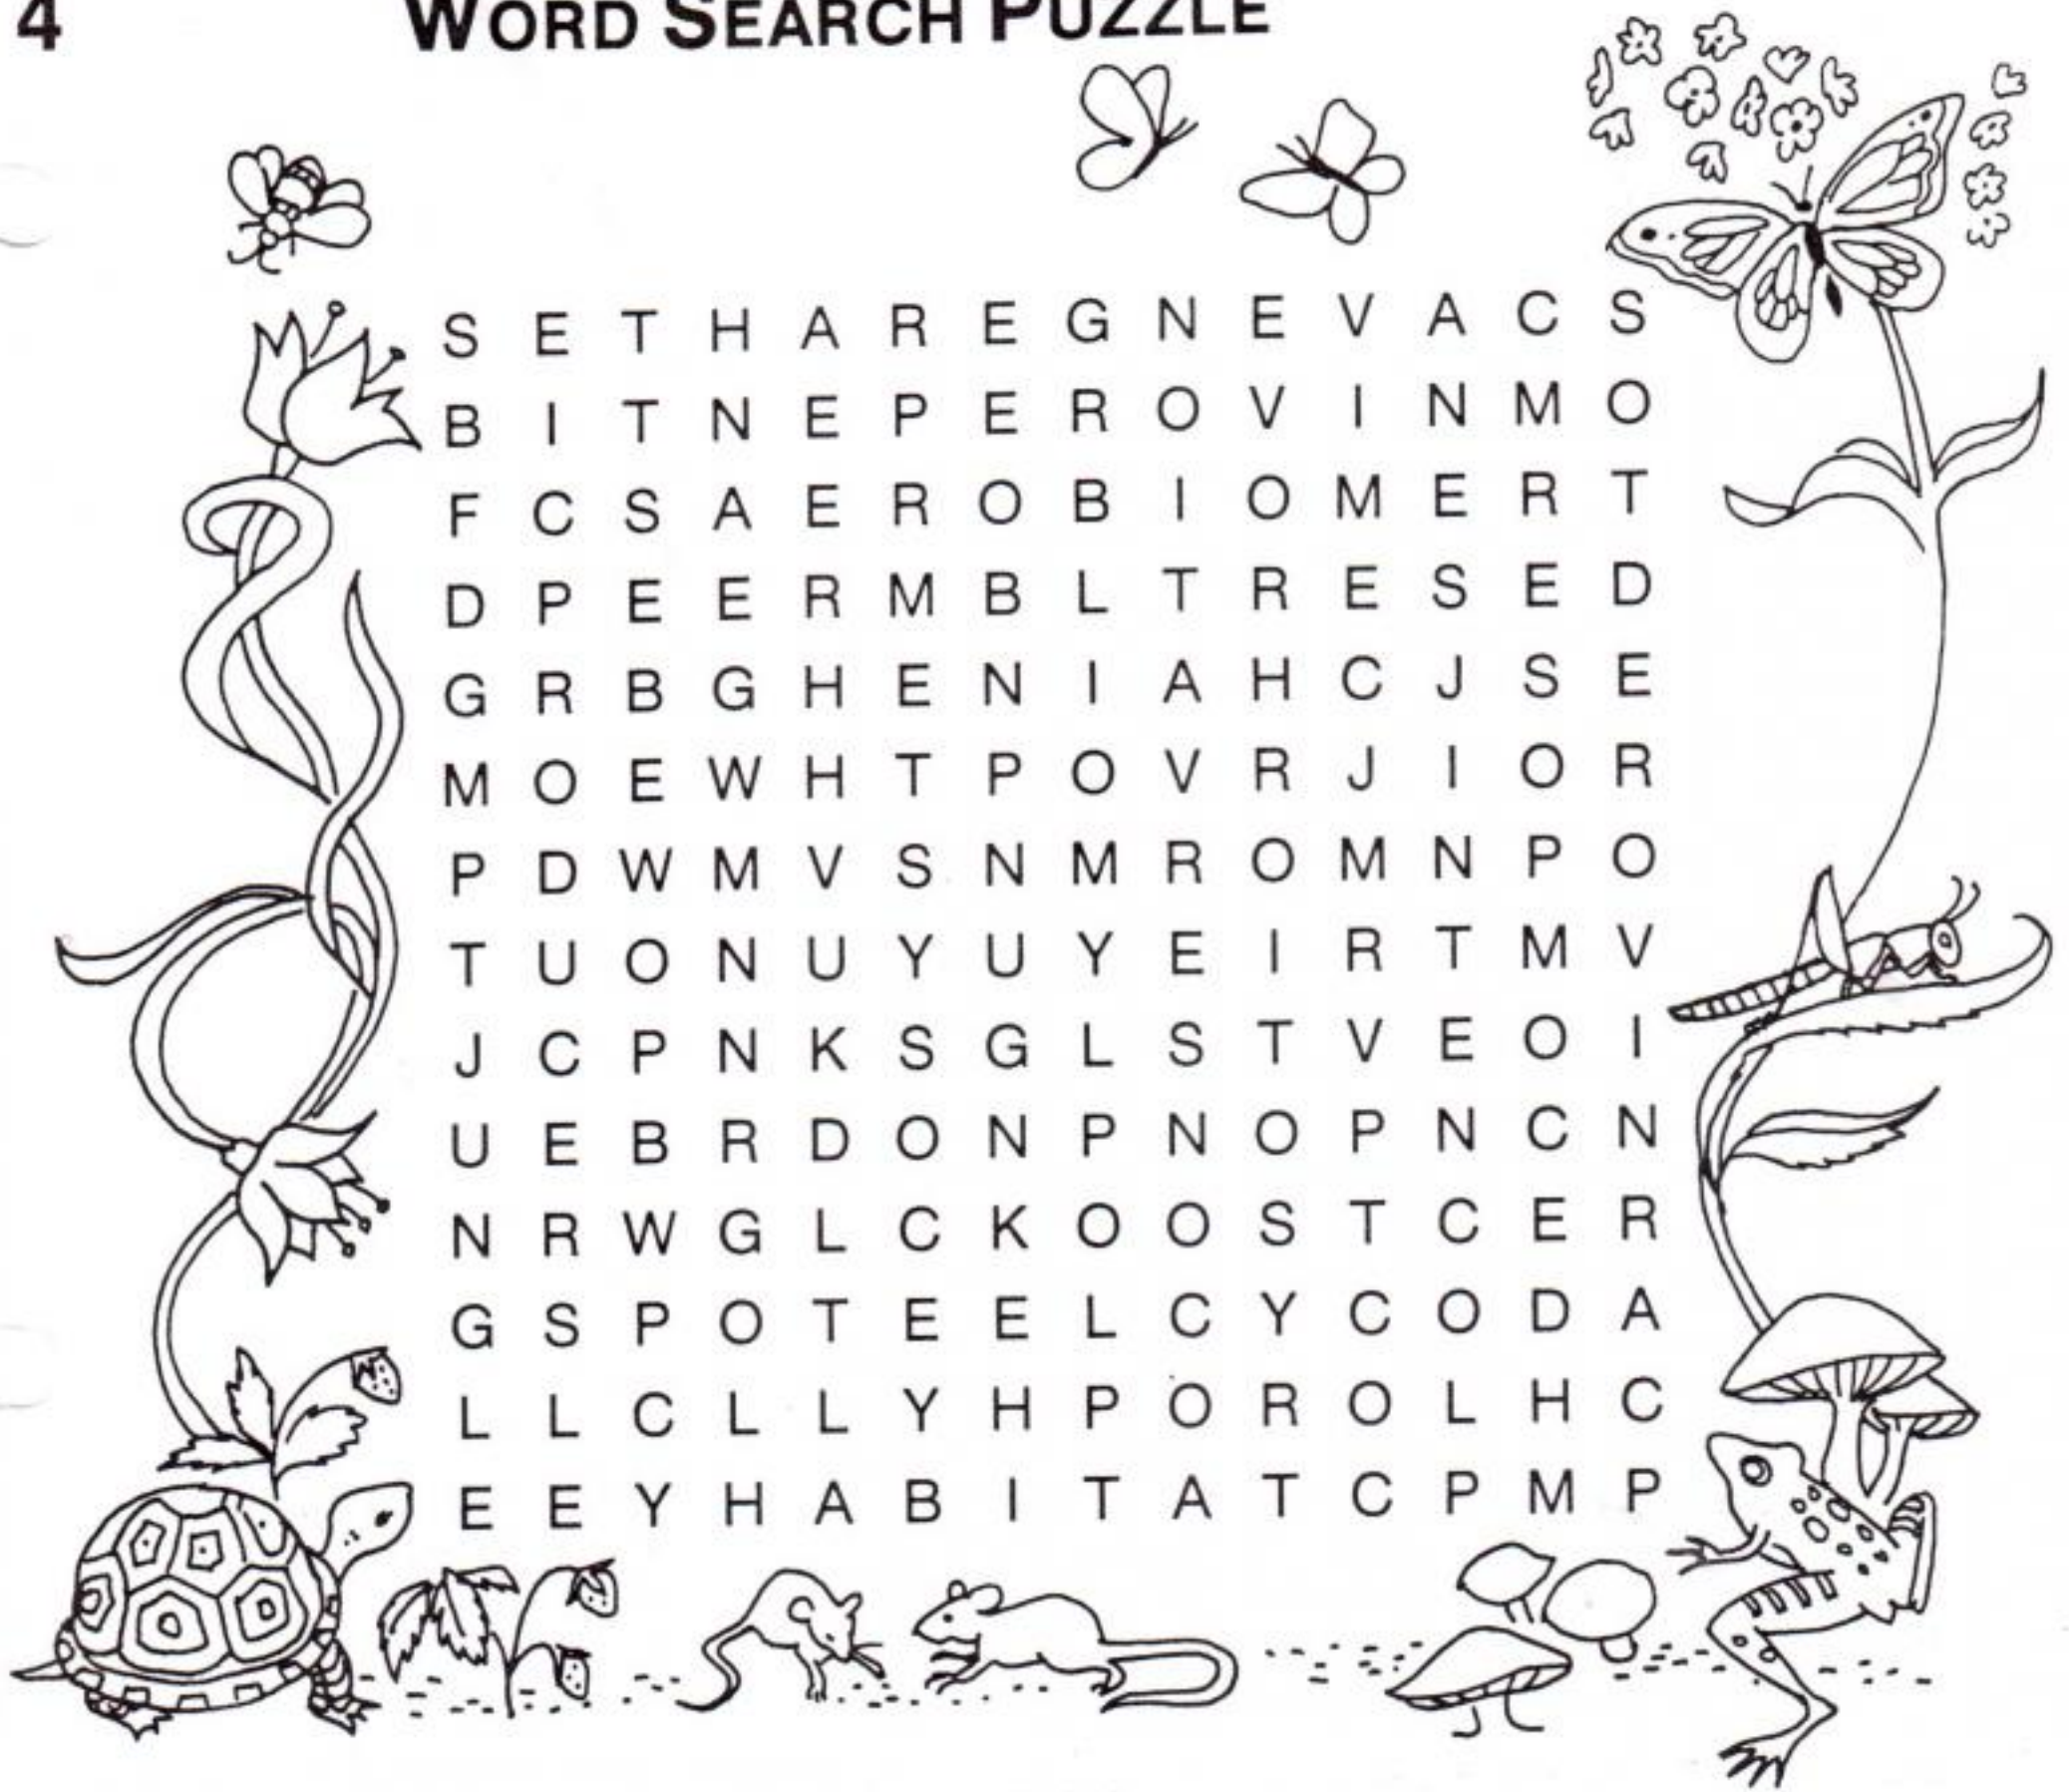 4 WORD SEARCH PUZZLE
S E T H A R E G N E V A C S
B I T N E P E R O V I N M O
F C S A E R O B I O M E R T
D P E E R M B L T R E S E D
G R B G H E N I A H C J S E
M O E W H T P O V R J I O R
P D W M V S N M R O M N P O
T U O N U Y U Y E I R T M V
J C P N K S G L S T V E O I
U E B R D O N P N O P N C N
N R W G L C K O O S T C E R
G S P O T E E L C Y C O D A
L L C L L Y H P O R O L H C
E E Y H A B I T A T C P M P